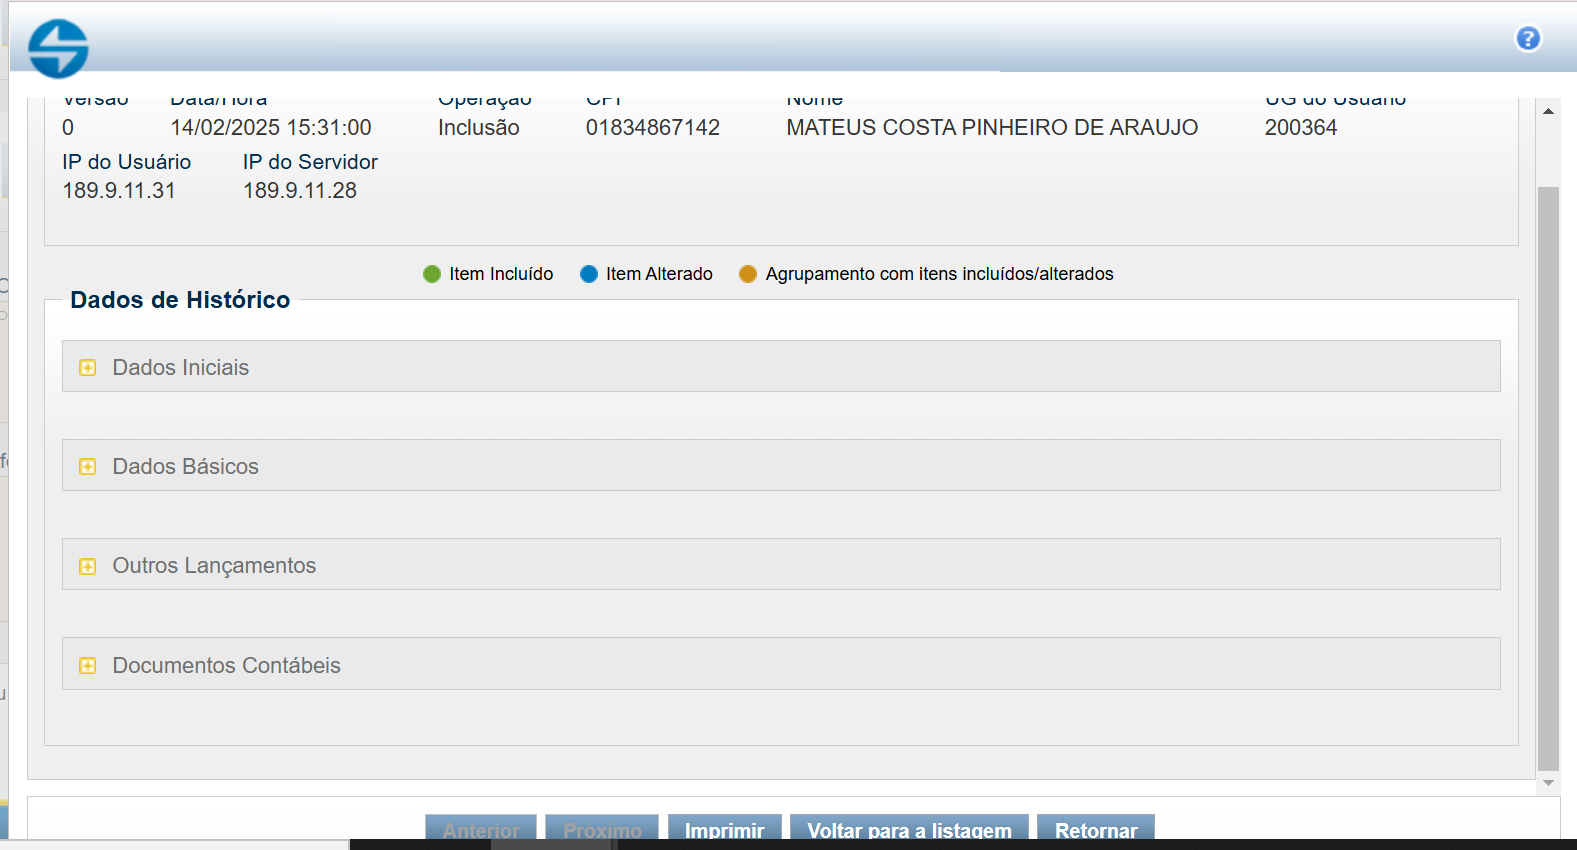 Versão Data/Hora Operação CPF Nome UG do Usuário
0 14/02/2025 15:31:00 Inclusão 01834867142 MATEUS COSTA PINHEIRO DE ARAUJO 200364
IP do Usuário IP do Servidor
189.9.11.31 189.9.11.28
Item Incluído Item Alterado Agrupamento com itens incluídos/alterados
Dados de Histórico
Dados Iniciais
Dados Básicos
Outros Lançamentos
Documentos Contábeis
Anterior Próximo Imprimir Voltar para a listagem Retornar